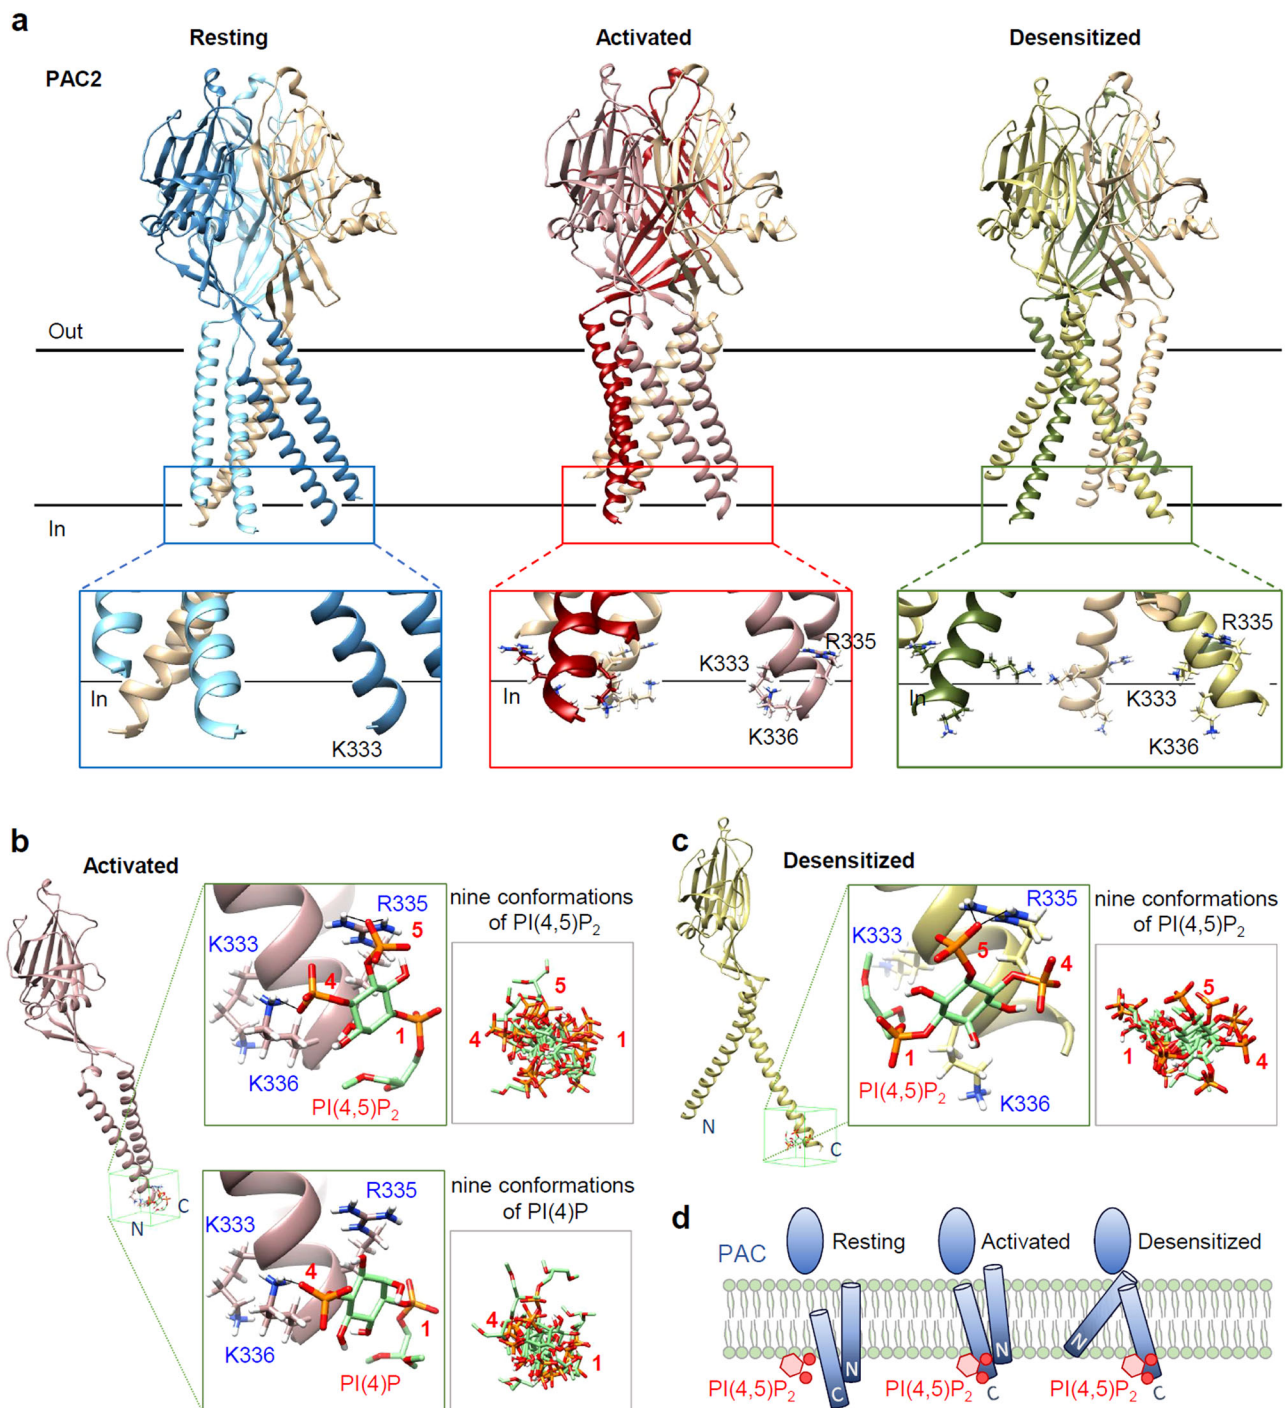 a
Resting
Activated
Desensitized
PAC2
Out
In
In
K333
In
K333
R335
K336
In
K333
R335
K336
b
Activated
K333
R335
5
4
1
K336
PI(4,5)P2
nine conformations
of PI(4,5)P2
5
4
1
N
C
K333
R335
4
1
K336
PI(4)P
nine conformations
of PI(4)P
4
1
c
Desensitized
N
C
K333
R335
5
4
1
PI(4,5)P2
K336
nine conformations
of PI(4,5)P2
5
1
4
d
PAC
Resting
Activated
Desensitized
N
C
N
C
N
C
PI(4,5)P2
PI(4,5)P2
PI(4,5)P2